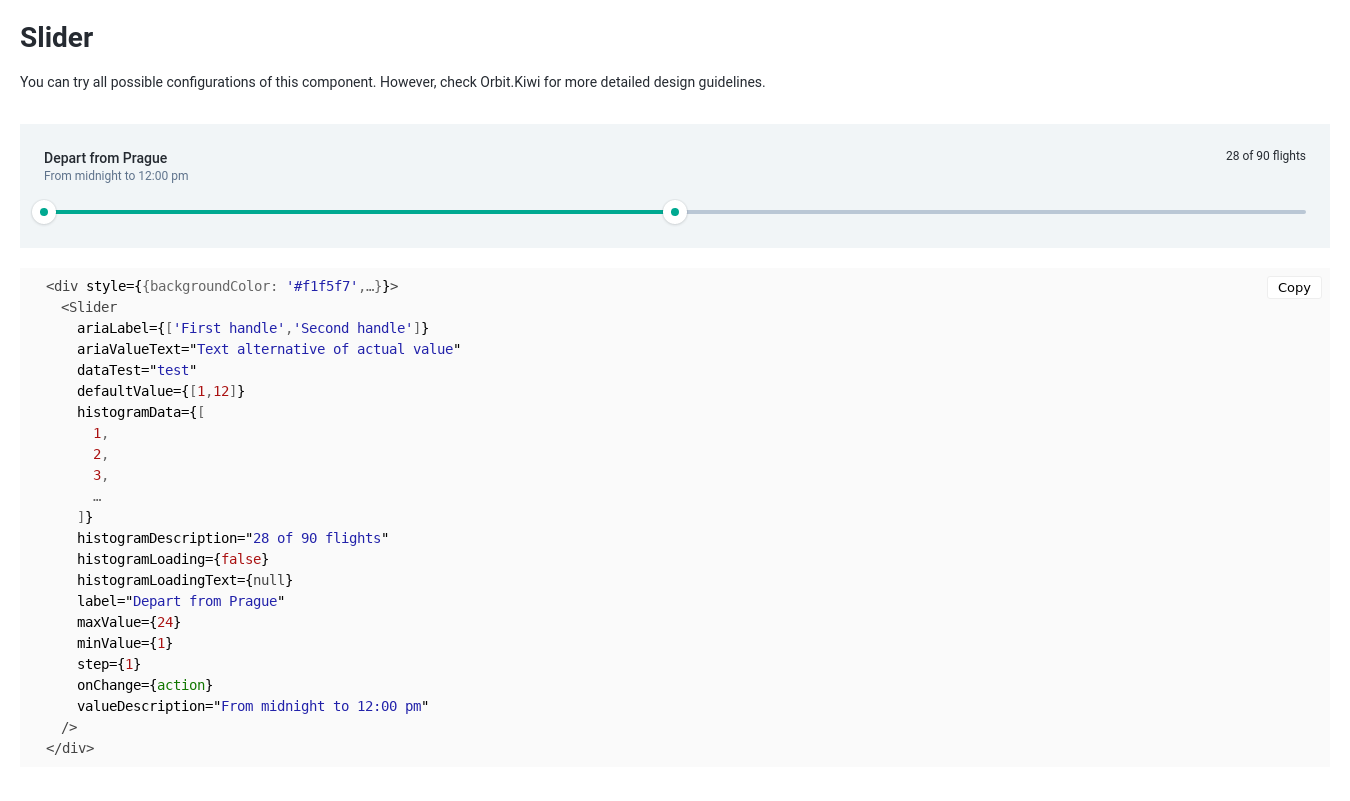 Slider
You can try all possible configurations of this component. However, check Orbit.Kiwi for more detailed design guidelines.
Depart from Prague
28 of 90 flights
From midnight to 12:00 pm
<div style={{backgroundColor: '#f1f5f7',…}}>
Copy
<Slider
ariaLabel={['First handle','Second handle']}
ariaValueText="Text alternative of actual value"
dataTest="test"
defaultValue={[1,12]}
histogramData={[
1,
2,
3,
…
]}
histogramDescription="28 of 90 flights"
histogramLoading={false}
histogramLoadingText={null}
label="Depart from Prague"
maxValue={24}
minValue={1}
step={1}
onChange={action}
valueDescription="From midnight to 12:00 pm"
/>
</div>